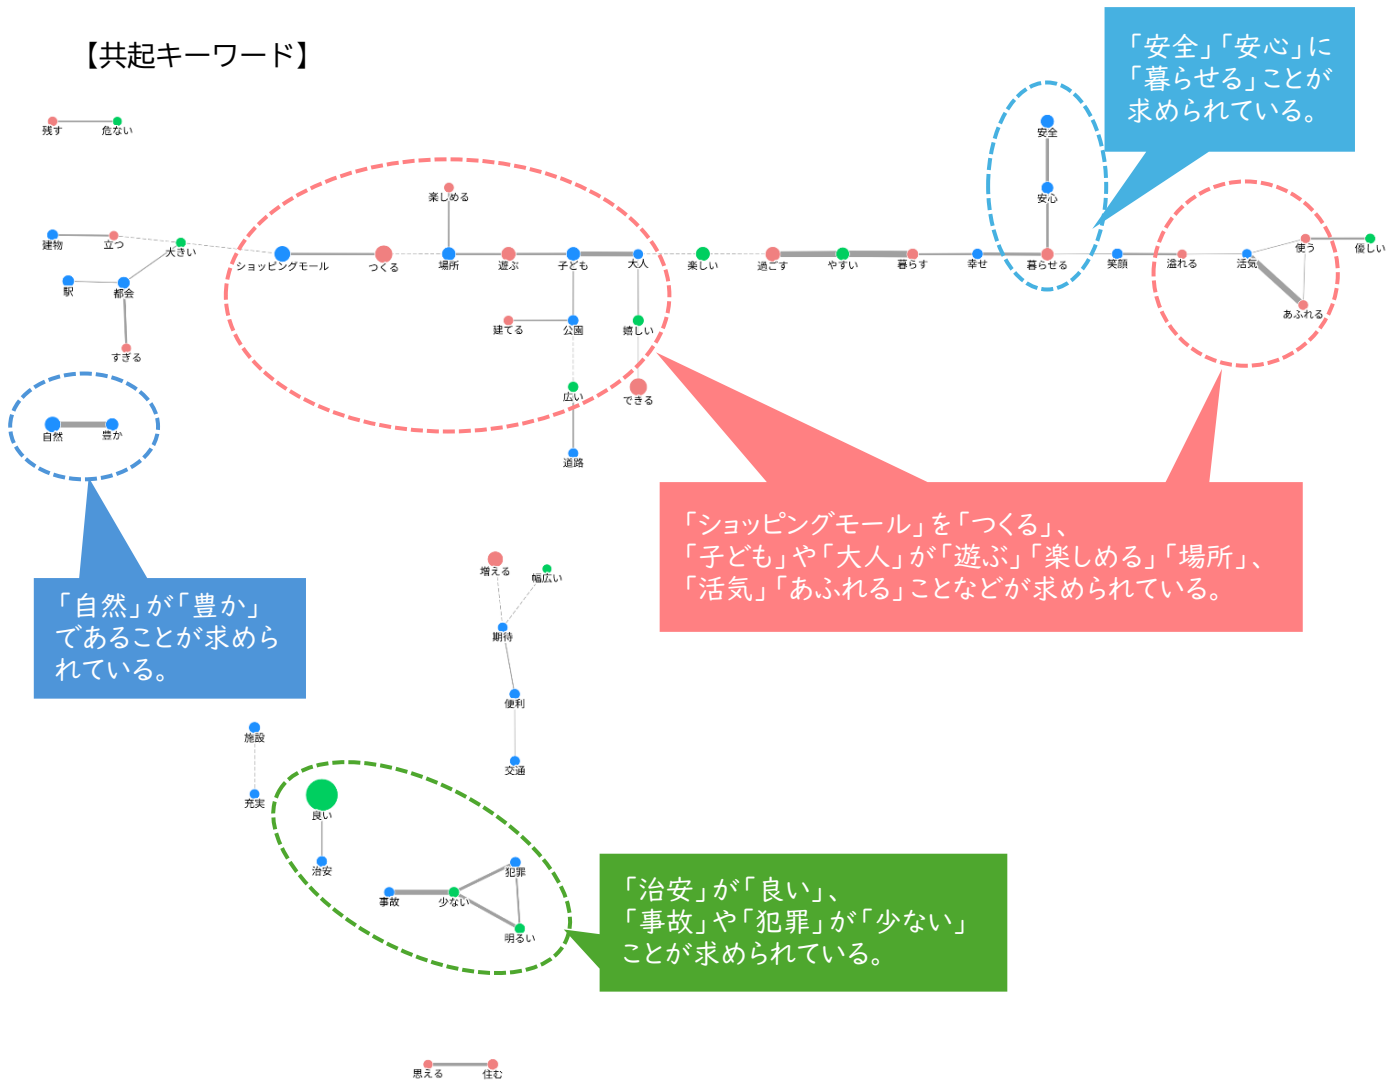 【共起キーワード】
「安全」「安心」に
「暮らせる」ことが
求められている。
残す
危ない
安全
安心
楽しめる
建物
立つ
大きい
ショッピングモール
つくる
場所
遊ぶ
子ども
大人
楽しい
過ごす
やすい
暮らす
幸せ
暮らせる
笑顔
溢れる
活気
使う
優しい
駅
都会
あふれる
建てる
公園
嬉しい
すぎる
広い
できる
自然
豊か
道路
「ショッピングモール」を「つくる」、
「子ども」や「大人」が「遊ぶ」「楽しめる」「場所」、
「活気」「あふれる」ことなどが求められている。
「自然」が「豊か」
であることが求めら
れている。
増える
幅広い
期待
便利
交通
施設
充実
良い
治安
犯罪
事故
少ない
明るい
「治安」が「良い」、
「事故」や「犯罪」が「少ない」
ことが求められている。
思える
住む